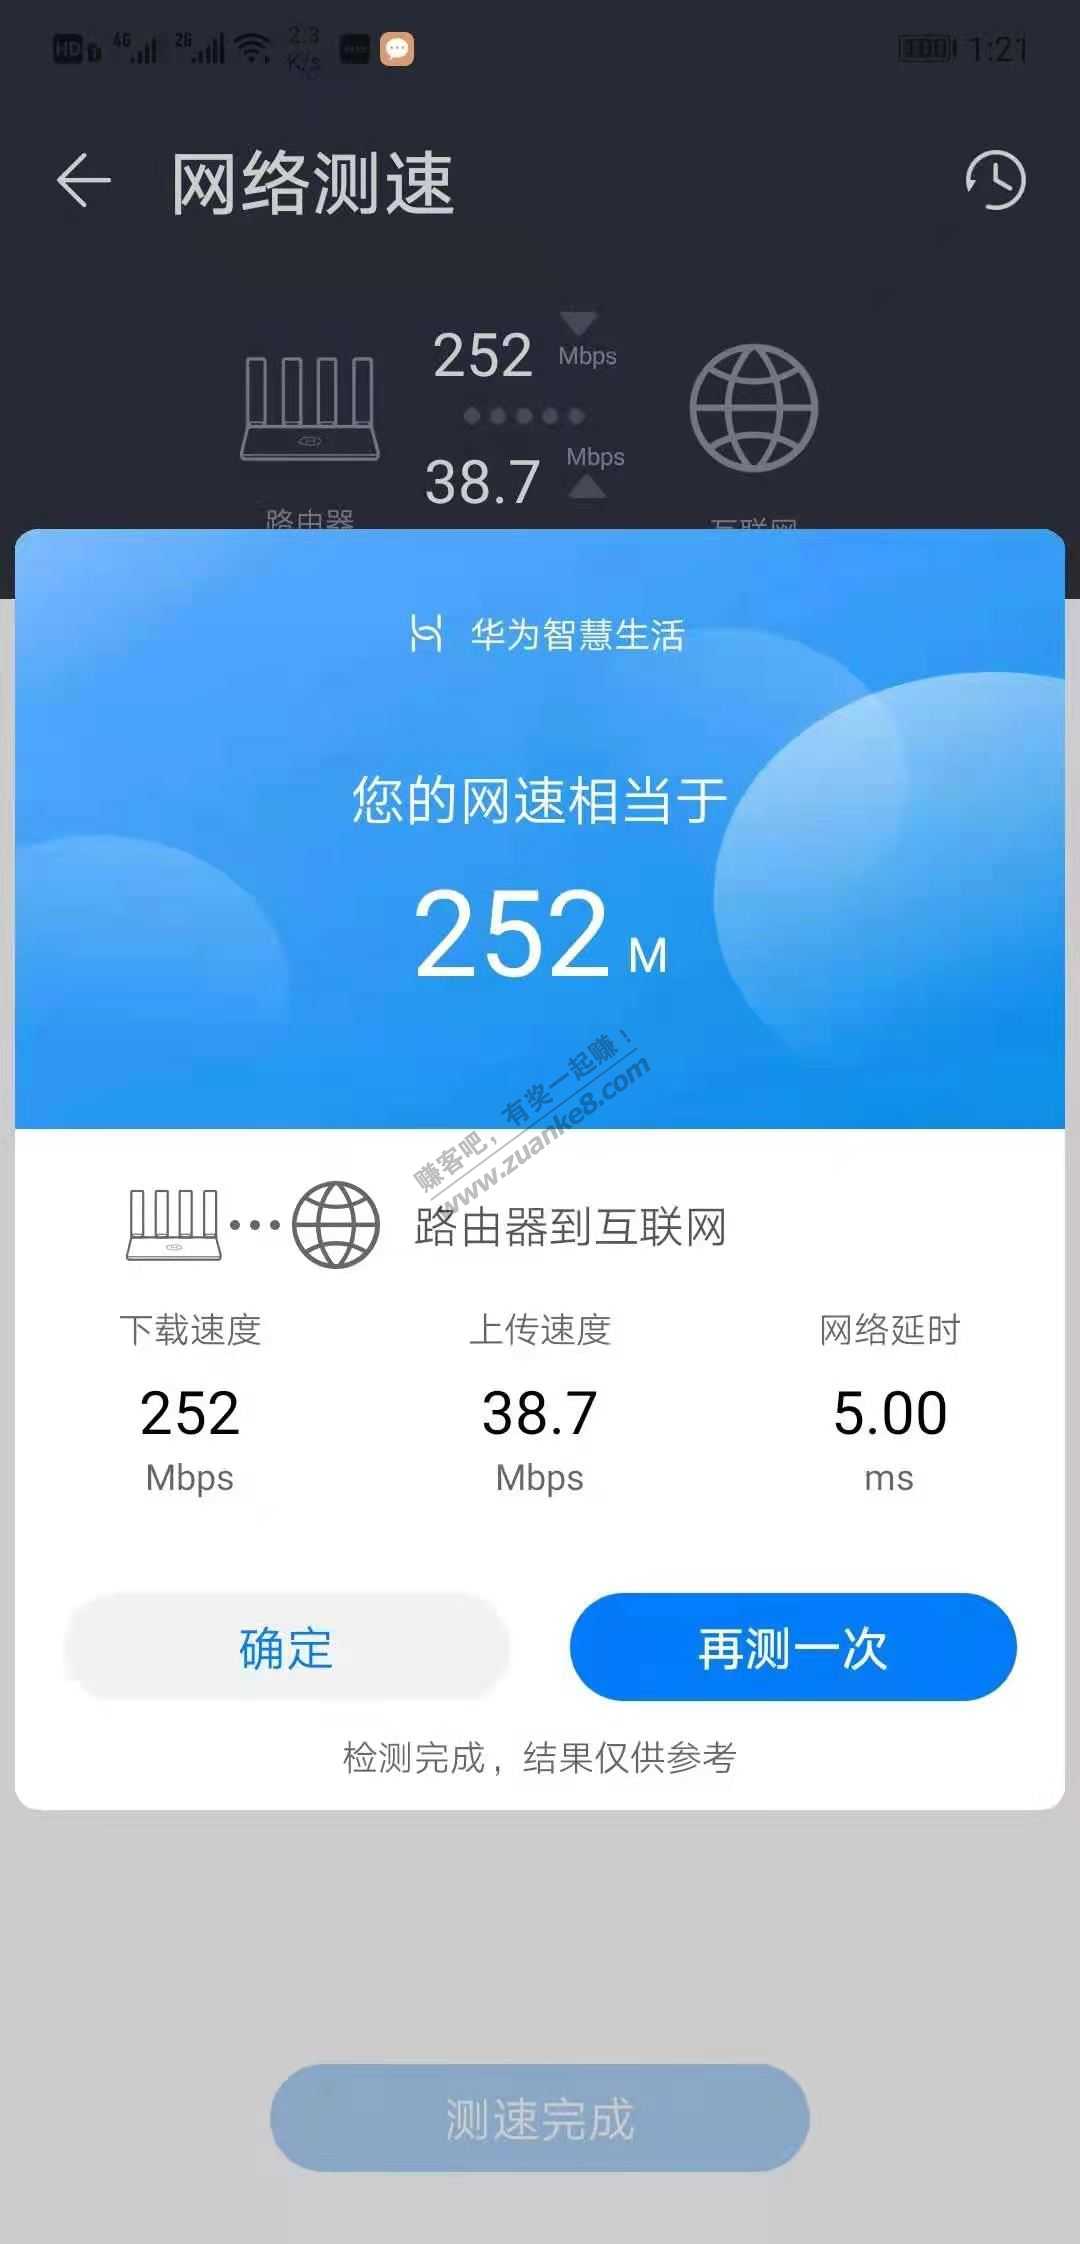 HD 4G 2G 2.3 K/s 100 1:21
网络测速
252 Mbps
38.7 Mbps
路由器 互联网
华为智慧生活
您的网速相当于
252 M
赚客吧，有奖一起赚！
www.zuanke8.com
路由器到互联网
下载速度 上传速度 网络延时
252 38.7 5.00
Mbps Mbps ms
确定 再测一次
检测完成，结果仅供参考
测速完成